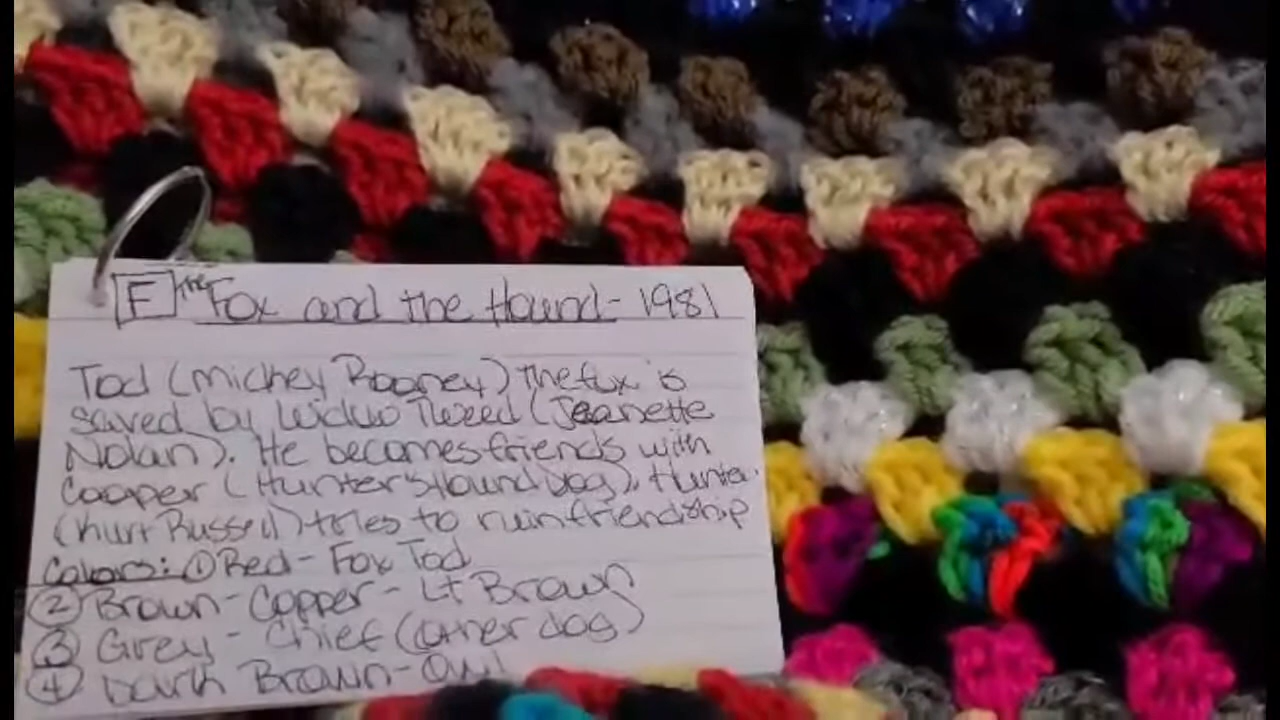 F the Fox and the Hound - 1981
Tod (Mickey Rooney) the fox is
saved by Widow Tweed (Jeanette
Nolan). He becomes friends with
Copper (Hunter's Hound Dog), Hunter
(Kurt Russell) tries to ruin friendship
Colors: ① Red - Fox Tod
② Brown - Copper - Lt Brown
③ Grey - Chief (other dog)
④ Dark Brown - Owl